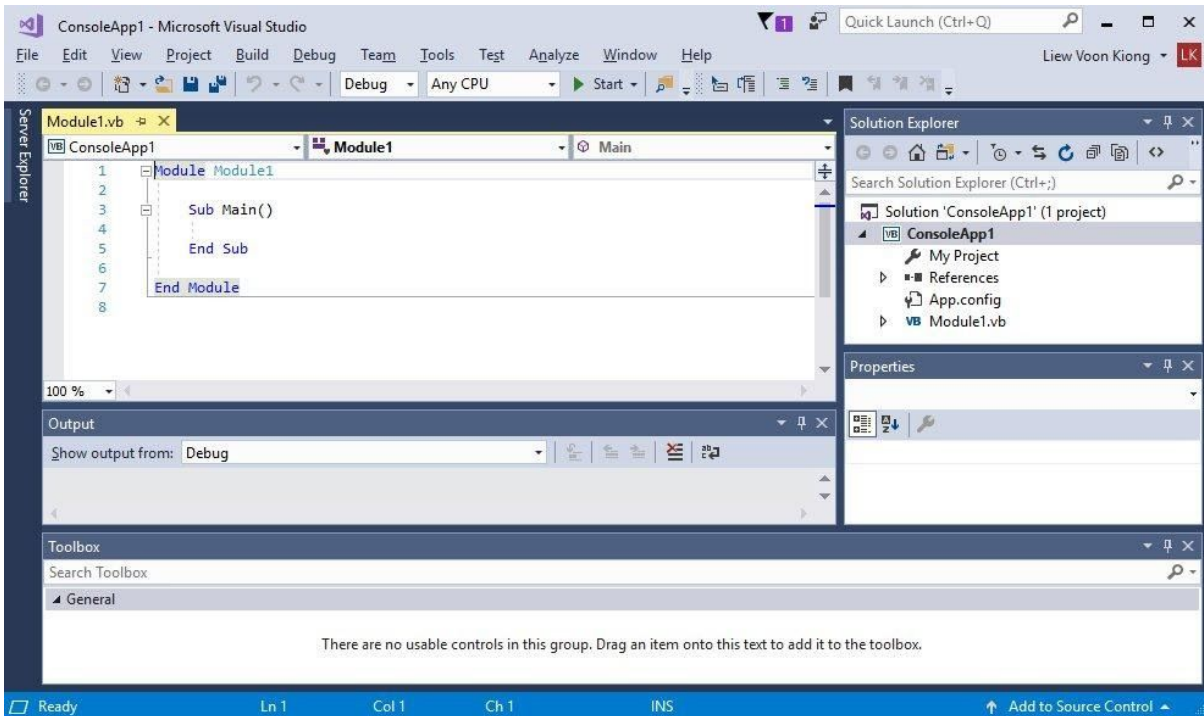 ConsoleApp1 - Microsoft Visual Studio
1
Quick Launch (Ctrl+Q)
File Edit View Project Build Debug Team Tools Test Analyze Window Help
Liew Voon Kiong
LK
Debug Any CPU Start
Server Explorer
Module1.vb
VB ConsoleApp1 Module1 Main
1 Module Module1
2
3 Sub Main()
4
5 End Sub
6
7 End Module
8
100 %
Solution Explorer
Search Solution Explorer (Ctrl+;)
Solution 'ConsoleApp1' (1 project)
VB ConsoleApp1
My Project
References
App.config
VB Module1.vb
Properties
Output
Show output from: Debug
Toolbox
Search Toolbox
General
There are no usable controls in this group. Drag an item onto this text to add it to the toolbox.
Ready Ln 1 Col 1 Ch 1 INS Add to Source Control